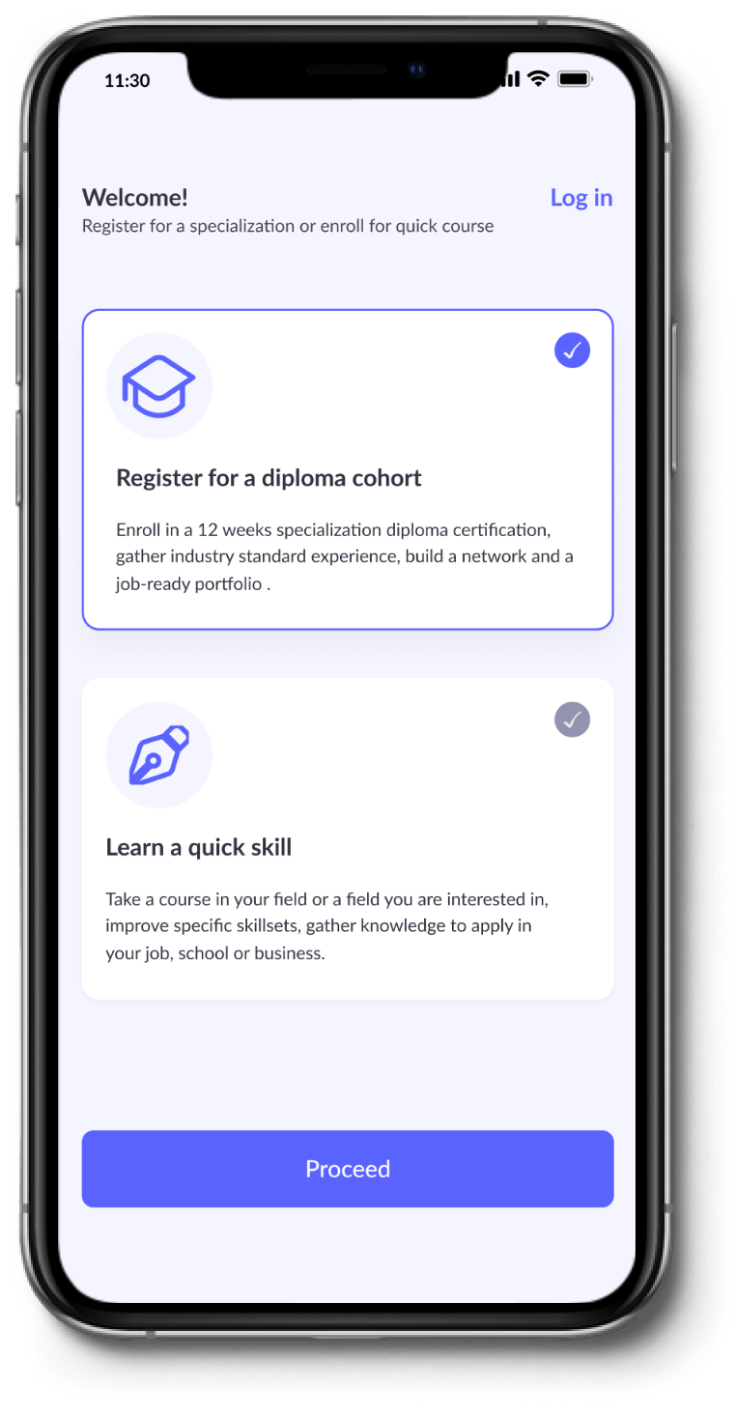 11:30
Welcome!
Log in
Register for a specialization or enroll for quick course
Register for a diploma cohort
Enroll in a 12 weeks specialization diploma certification,
gather industry standard experience, build a network and a
job-ready portfolio .
Learn a quick skill
Take a course in your field or a field you are interested in,
improve specific skillsets, gather knowledge to apply in
your job, school or business.
Proceed